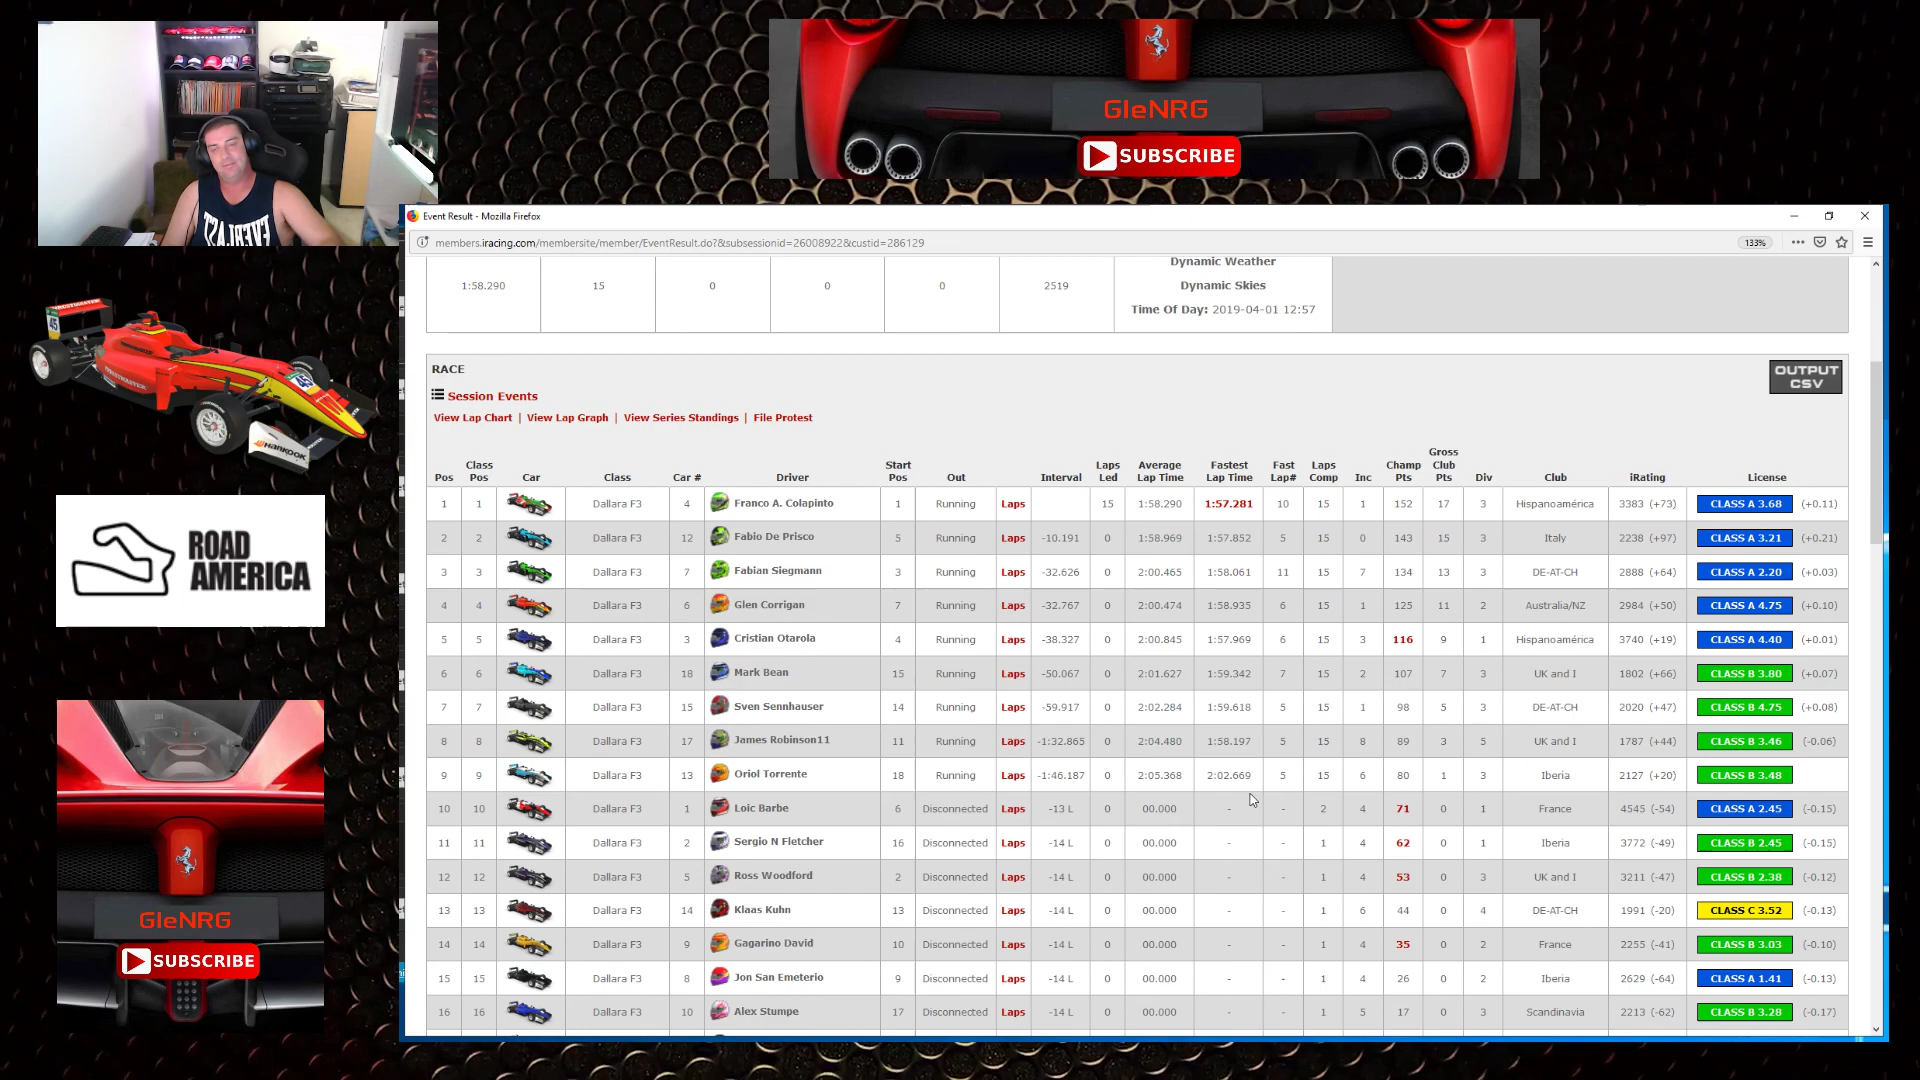 GleNRG
SUBSCRIBE
Event Result - Mozilla Firefox
members.iracing.com/membersite/member/EventResult.do?&subsessionid=26008922&custid=286129
133%
Dynamic Weather
1:58.290 15 0 0 0 2519 Dynamic Skies
Time Of Day: 2019-04-01 12:57
RACE
OUTPUT CSV
Session Events
View Lap Chart | View Lap Graph | View Series Standings | File Protest
Pos Class Pos Car Class Car # Driver Start Pos Out Interval Laps Led Average Lap Time Fastest Lap Time Fast Lap# Laps Comp Inc Champ Pts Gross Club Pts Div Club iRating License
1 1 Dallara F3 4 Franco A. Colapinto 1 Running Laps 15 1:58.290 1:57.281 10 15 1 152 17 3 Hispanoamérica 3383 (+73) CLASS A 3.68 (+0.11)
2 2 Dallara F3 12 Fabio De Prisco 5 Running Laps -10.191 0 1:58.969 1:57.852 5 15 0 143 15 3 Italy 2238 (+97) CLASS A 3.21 (+0.21)
3 3 Dallara F3 7 Fabian Siegmann 3 Running Laps -32.626 0 2:00.465 1:58.061 11 15 7 134 13 3 DE-AT-CH 2888 (+64) CLASS A 2.20 (+0.03)
4 4 Dallara F3 6 Glen Corrigan 7 Running Laps -32.767 0 2:00.474 1:58.935 6 15 1 125 11 2 Australia/NZ 2984 (+50) CLASS A 4.75 (+0.10)
5 5 Dallara F3 3 Cristian Otarola 4 Running Laps -38.327 0 2:00.845 1:57.969 6 15 3 116 9 1 Hispanoamérica 3740 (+19) CLASS A 4.40 (+0.01)
6 6 Dallara F3 18 Mark Bean 15 Running Laps -50.067 0 2:01.627 1:59.342 7 15 2 107 7 3 UK and I 1802 (+66) CLASS B 3.80 (+0.07)
7 7 Dallara F3 15 Sven Sennhauser 14 Running Laps -59.917 0 2:02.284 1:59.618 5 15 1 98 5 3 DE-AT-CH 2020 (+47) CLASS B 4.75 (+0.08)
8 8 Dallara F3 17 James Robinson11 11 Running Laps -1:32.865 0 2:04.480 1:58.197 5 15 8 89 3 5 UK and I 1787 (+44) CLASS B 3.46 (-0.06)
9 9 Dallara F3 13 Oriol Torrente 18 Running Laps -1:46.187 0 2:05.368 2:02.669 5 15 6 80 1 3 Iberia 2127 (+20) CLASS B 3.48
10 10 Dallara F3 1 Loic Barbe 6 Disconnected Laps -13 L 0 00.000 - - 2 4 71 0 1 France 4545 (-54) CLASS A 2.45 (-0.15)
11 11 Dallara F3 2 Sergio N Fletcher 16 Disconnected Laps -14 L 0 00.000 - - 1 4 62 0 1 Iberia 3772 (-49) CLASS B 2.45 (-0.15)
12 12 Dallara F3 5 Ross Woodford 2 Disconnected Laps -14 L 0 00.000 - - 1 4 53 0 3 UK and I 3211 (-47) CLASS B 2.38 (-0.12)
13 13 Dallara F3 14 Klaas Kuhn 13 Disconnected Laps -14 L 0 00.000 - - 1 6 44 0 4 DE-AT-CH 1991 (-20) CLASS C 3.52 (-0.13)
14 14 Dallara F3 9 Gagarino David 10 Disconnected Laps -14 L 0 00.000 - - 1 4 35 0 2 France 2255 (-41) CLASS B 3.03 (-0.10)
15 15 Dallara F3 8 Jon San Emeterio 9 Disconnected Laps -14 L 0 00.000 - - 1 4 26 0 2 Iberia 2629 (-64) CLASS A 1.41 (-0.13)
16 16 Dallara F3 10 Alex Stumpe 17 Disconnected Laps -14 L 0 00.000 - - 1 5 17 0 3 Scandinavia 2213 (-62) CLASS B 3.28 (-0.17)
HANKOOK
ROAD
AMERICA
GleNRG
SUBSCRIBE